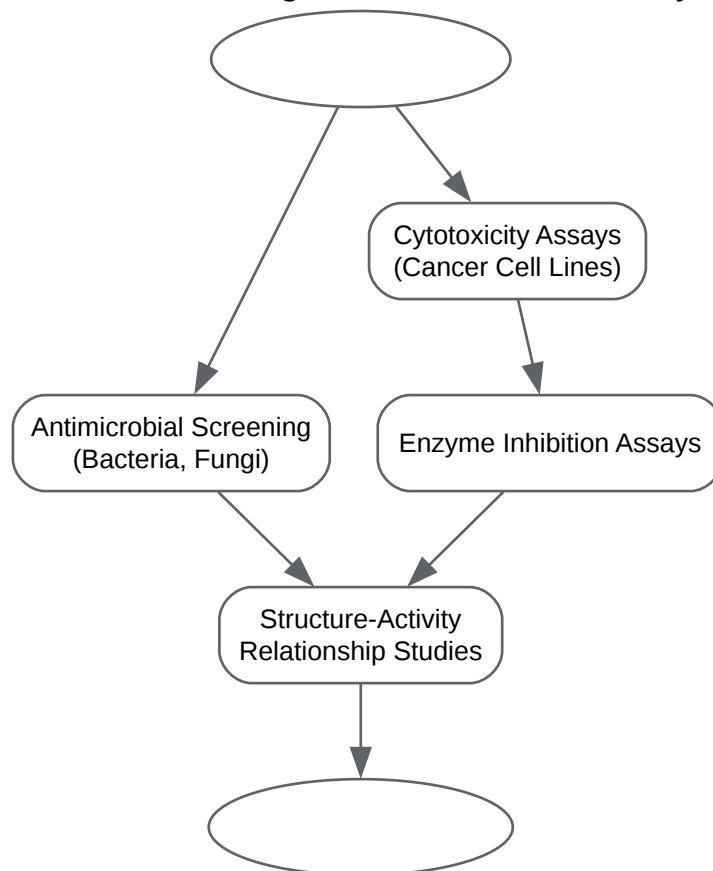 Cytotoxicity Assays
(Cancer Cell Lines)
Antimicrobial Screening
(Bacteria, Fungi)
Enzyme Inhibition Assays
Structure-Activity
Relationship Studies